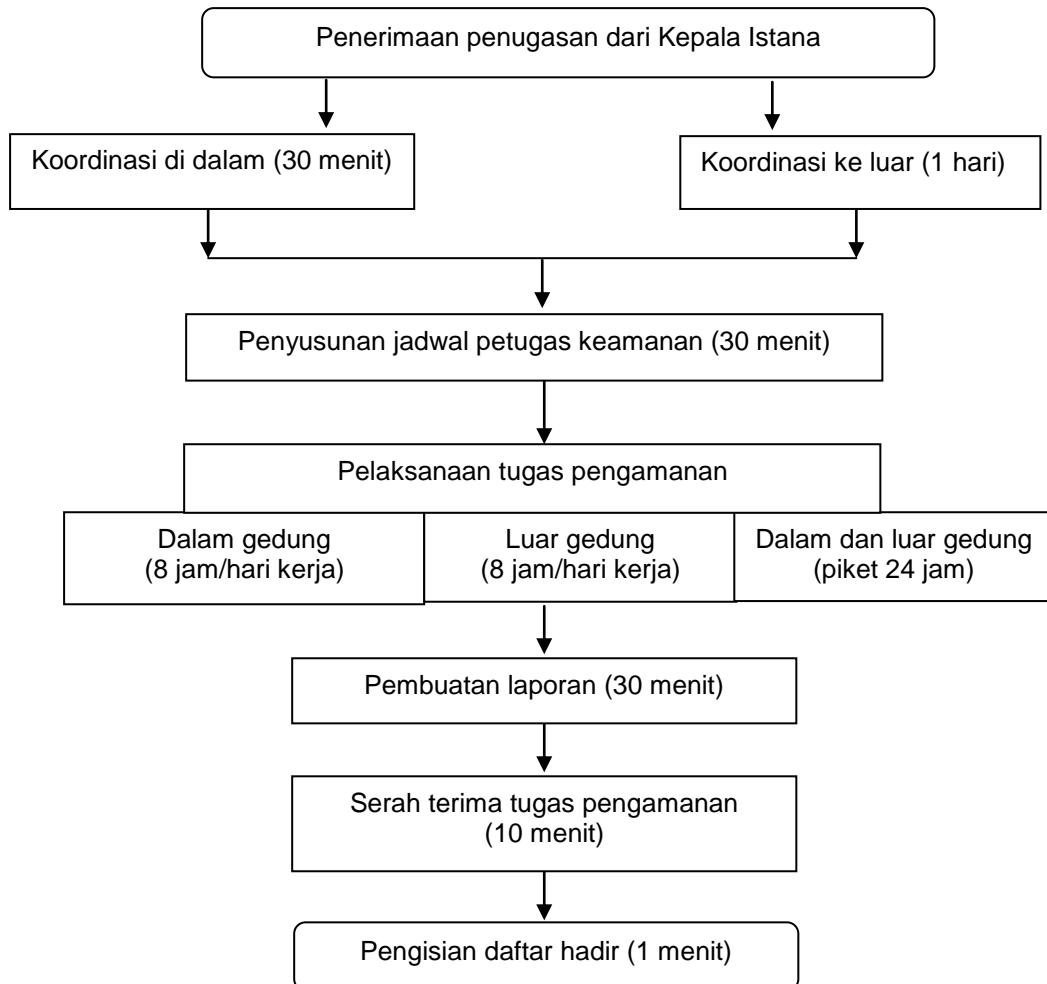 Penerimaan penugasan dari Kepala Istana
Koordinasi di dalam (30 menit)
Koordinasi ke luar (1 hari)
Penyusunan jadwal petugas keamanan (30 menit)
Pelaksanaan tugas pengamanan
Dalam gedung
(8 jam/hari kerja)
Luar gedung
(8 jam/hari kerja)
Dalam dan luar gedung
(piket 24 jam)
Pembuatan laporan (30 menit)
Serah terima tugas pengamanan
(10 menit)
Pengisian daftar hadir (1 menit)